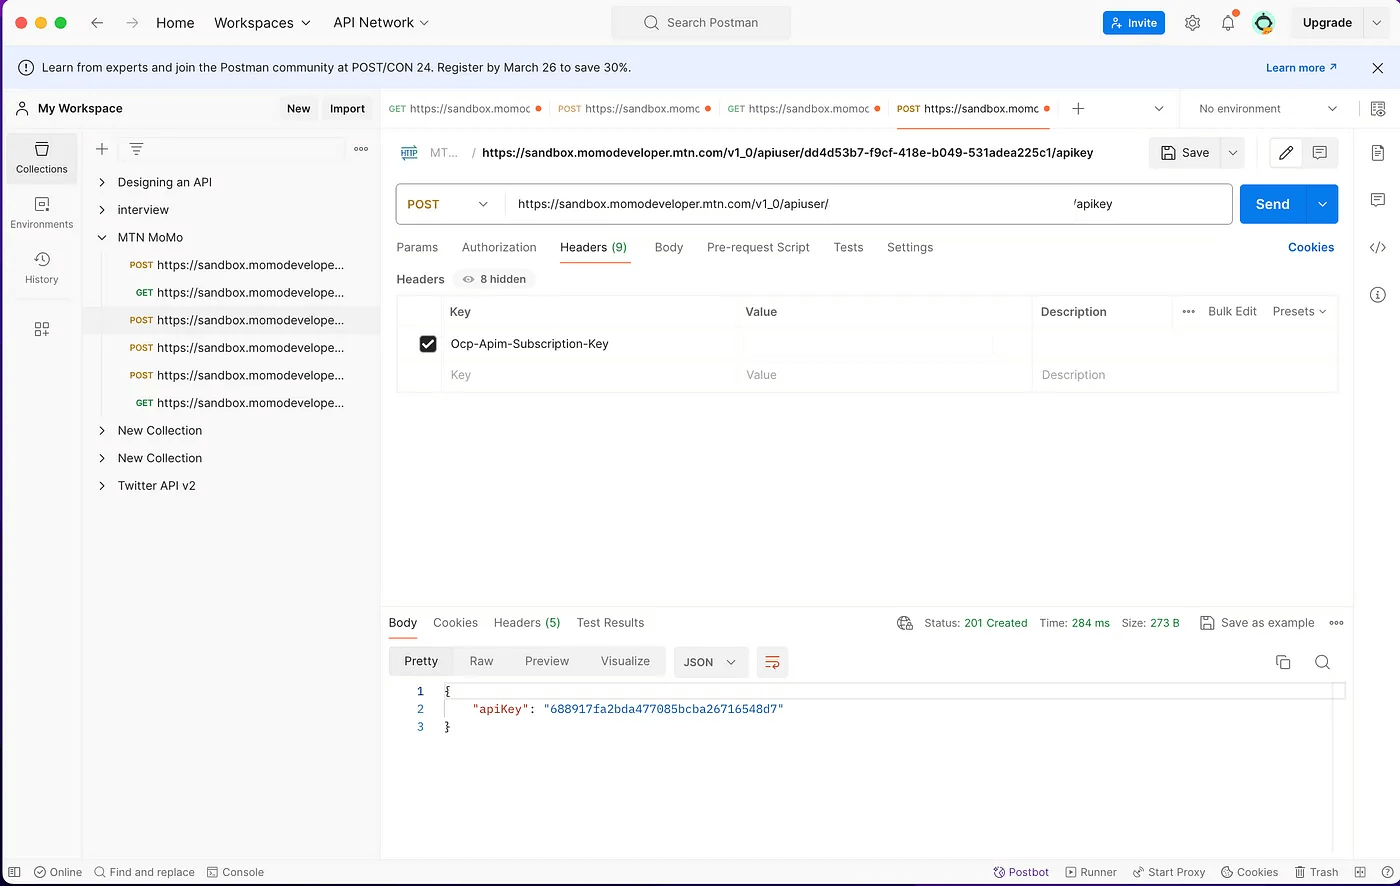 Home Workspaces API Network Search Postman Invite Upgrade
Learn from experts and join the Postman community at POST/CON 24. Register by March 26 to save 30%. Learn more
My Workspace New Import
GET https://sandbox.momoc POST https://sandbox.momc GET https://sandbox.momoc POST https://sandbox.momc No environment
Collections
Environments
History
Designing an API
interview
MTN MoMo
POST https://sandbox.momodevelope...
GET https://sandbox.momodevelope...
POST https://sandbox.momodevelope...
POST https://sandbox.momodevelope...
POST https://sandbox.momodevelope...
GET https://sandbox.momodevelope...
New Collection
New Collection
Twitter API v2
HTTP MT... / https://sandbox.momodeveloper.mtn.com/v1_0/apiuser/dd4d53b7-f9cf-418e-b049-531adea225c1/apikey Save
POST https://sandbox.momodeveloper.mtn.com/v1_0/apiuser/ /apikey Send
Params Authorization Headers (9) Body Pre-request Script Tests Settings Cookies
Headers 8 hidden
Key Value Description Bulk Edit Presets
Ocp-Apim-Subscription-Key
Key Value Description
Body Cookies Headers (5) Test Results Status: 201 Created Time: 284 ms Size: 273 B Save as example
Pretty Raw Preview Visualize JSON
1 {
2 "apiKey": "688917fa2bda477085bcba26716548d7"
3 }
Online Find and replace Console Postbot Runner Start Proxy Cookies Trash